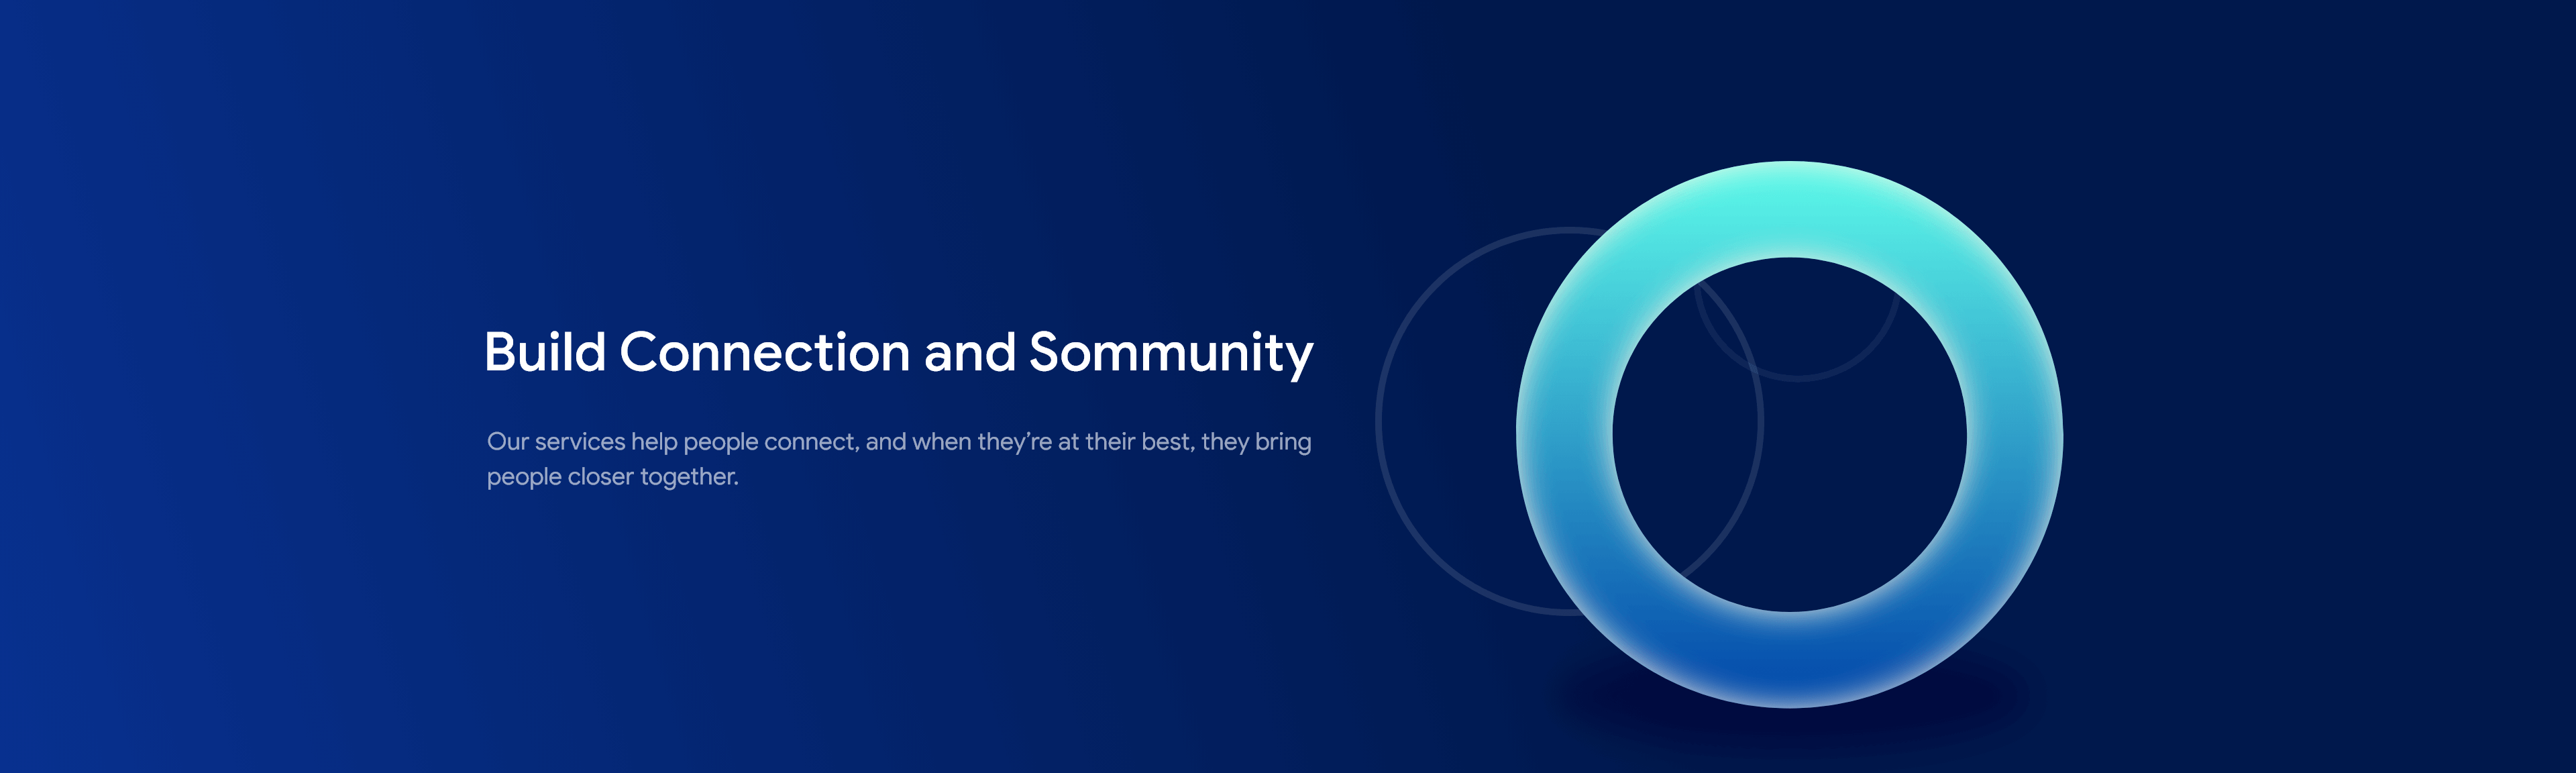 Build Connection and Sommunity
Our services help people connect, and when they’re at their best, they bring
people closer together.